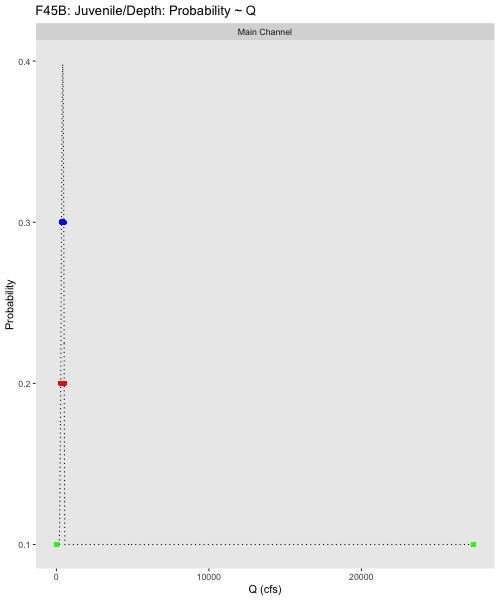 F45B: Juvenile/Depth: Probability ~ Q
Main Channel
0.4
0.3
0.2
0.1
Probability
0
10000
20000
Q (cfs)